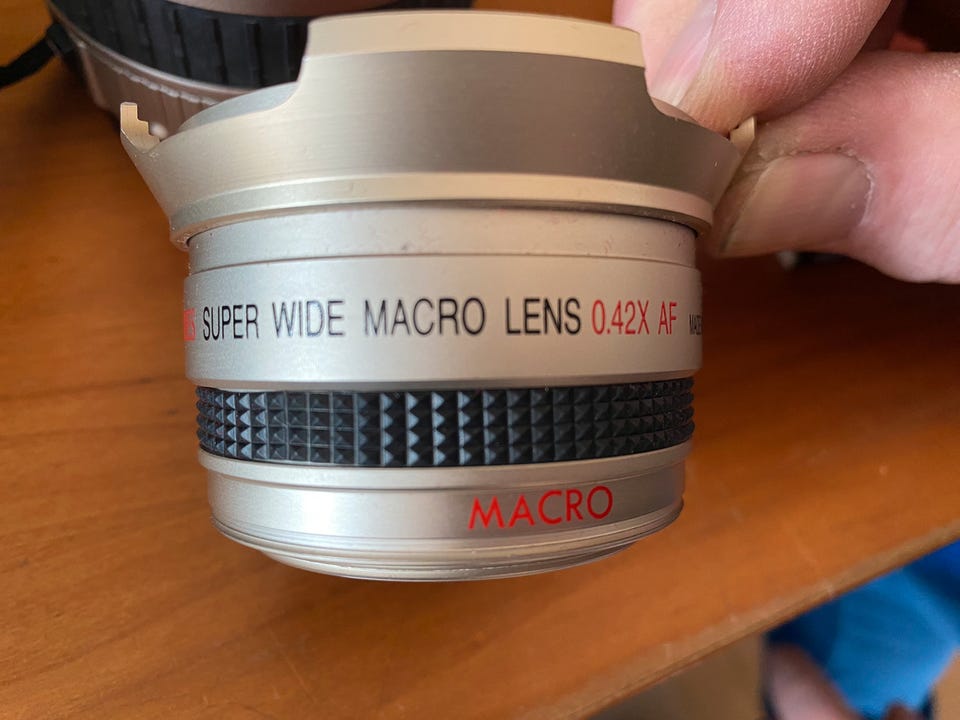 SUPER WIDE MACRO LENS 0.42X AF
MACRO